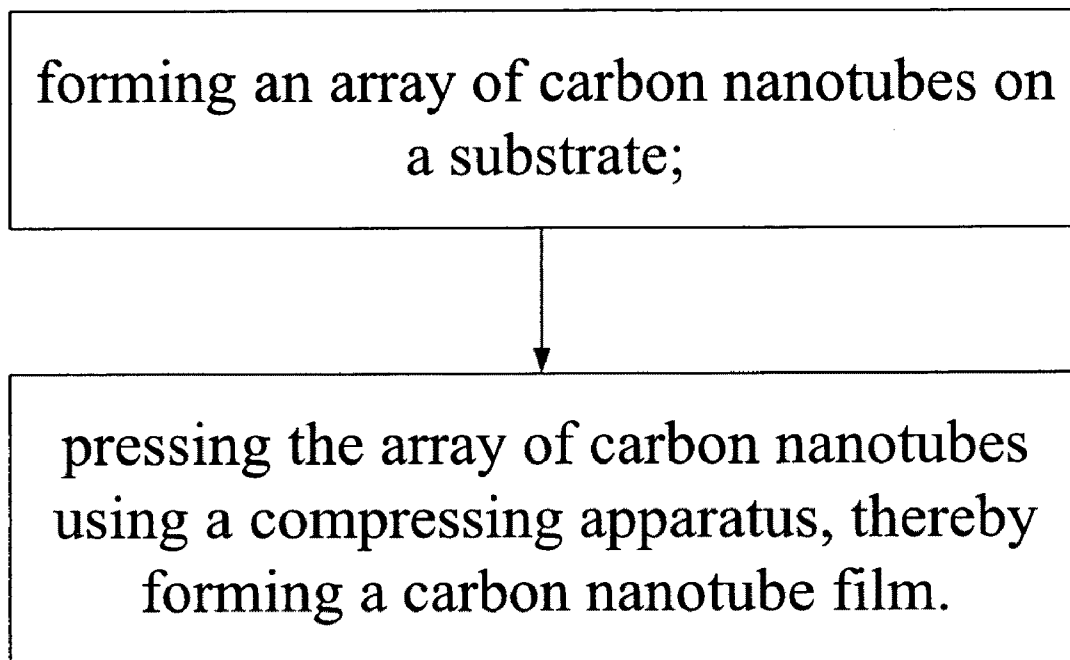 forming an array of carbon nanotubes on
a substrate;
pressing the array of carbon nanotubes
using a compressing apparatus, thereby
forming a carbon nanotube film.